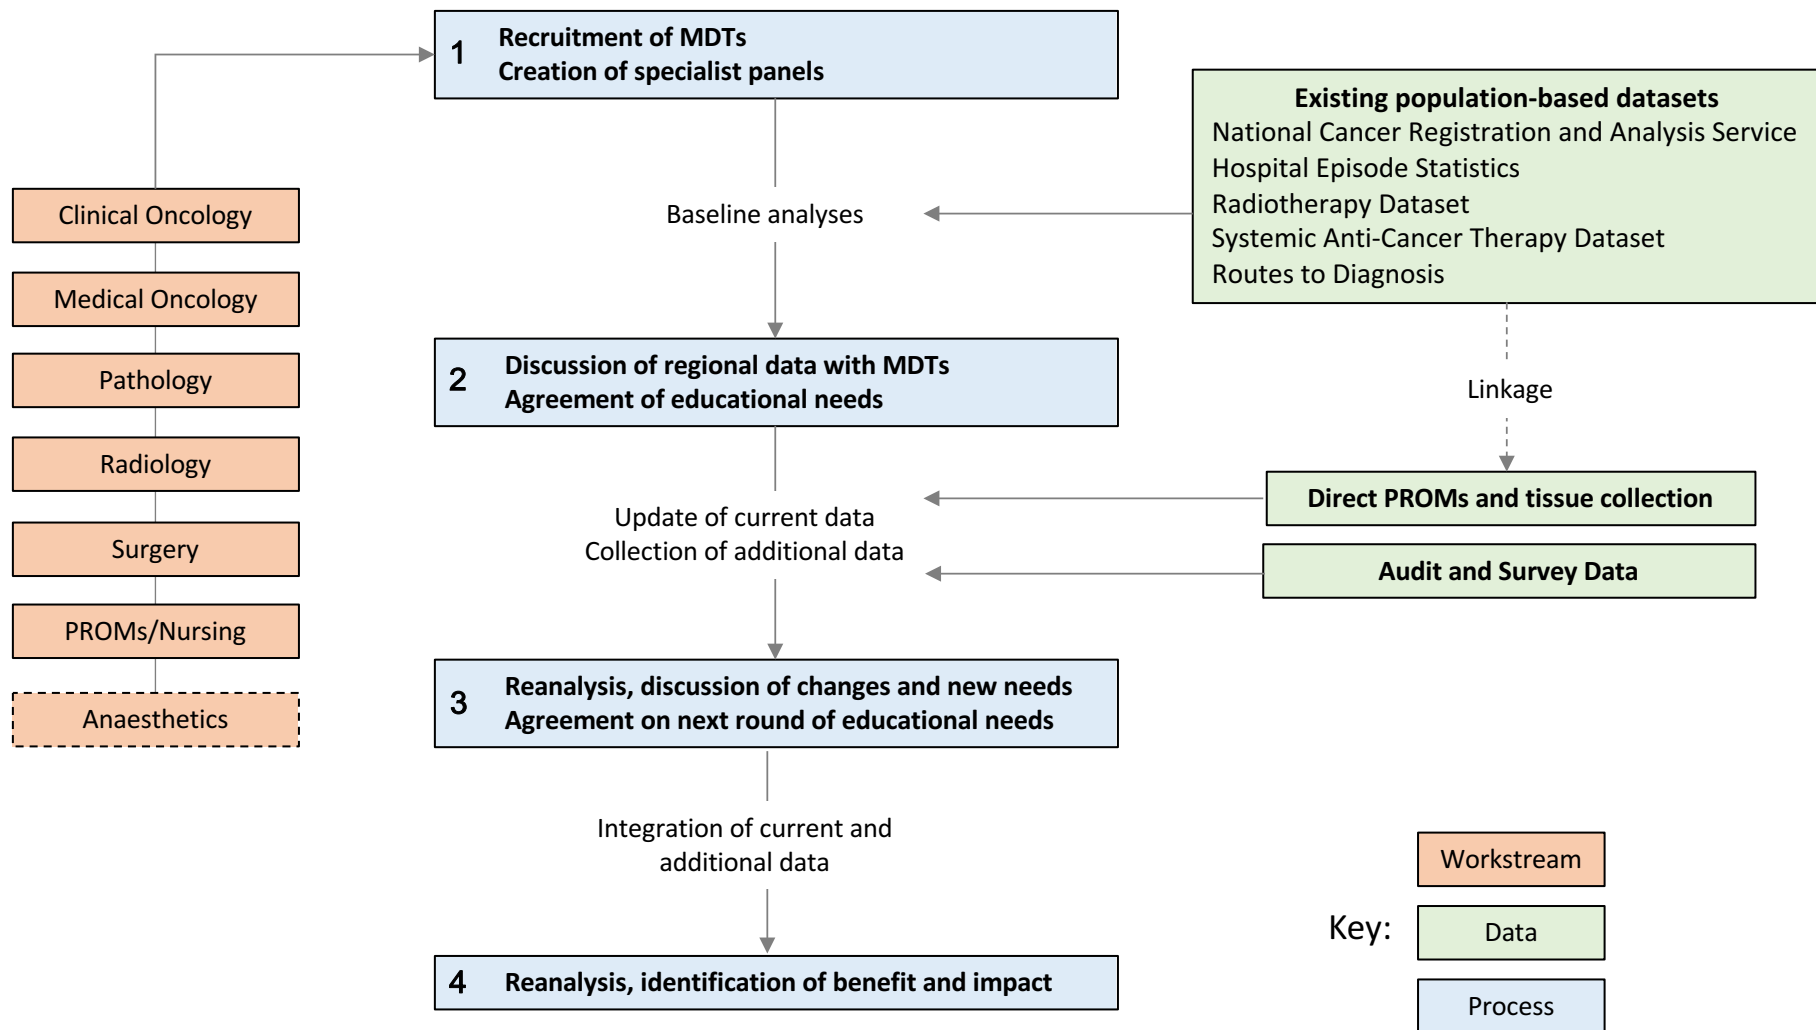 1
Recruitment of MDTs
Creation of specialist panels
Existing population-based datasets
National Cancer Registration and Analysis Service
Hospital Episode Statistics
Radiotherapy Dataset
Systemic Anti-Cancer Therapy Dataset
Routes to Diagnosis
Clinical Oncology
Medical Oncology
Pathology
Radiology
Surgery
PROMs/Nursing
Anaesthetics
Baseline analyses
2
Discussion of regional data with MDTs
Agreement of educational needs
Linkage
Update of current data
Collection of additional data
Direct PROMs and tissue collection
Audit and Survey Data
3
Reanalysis, discussion of changes and new needs
Agreement on next round of educational needs
Integration of current and
additional data
4
Reanalysis, identification of benefit and impact
Key:
Workstream
Data
Process